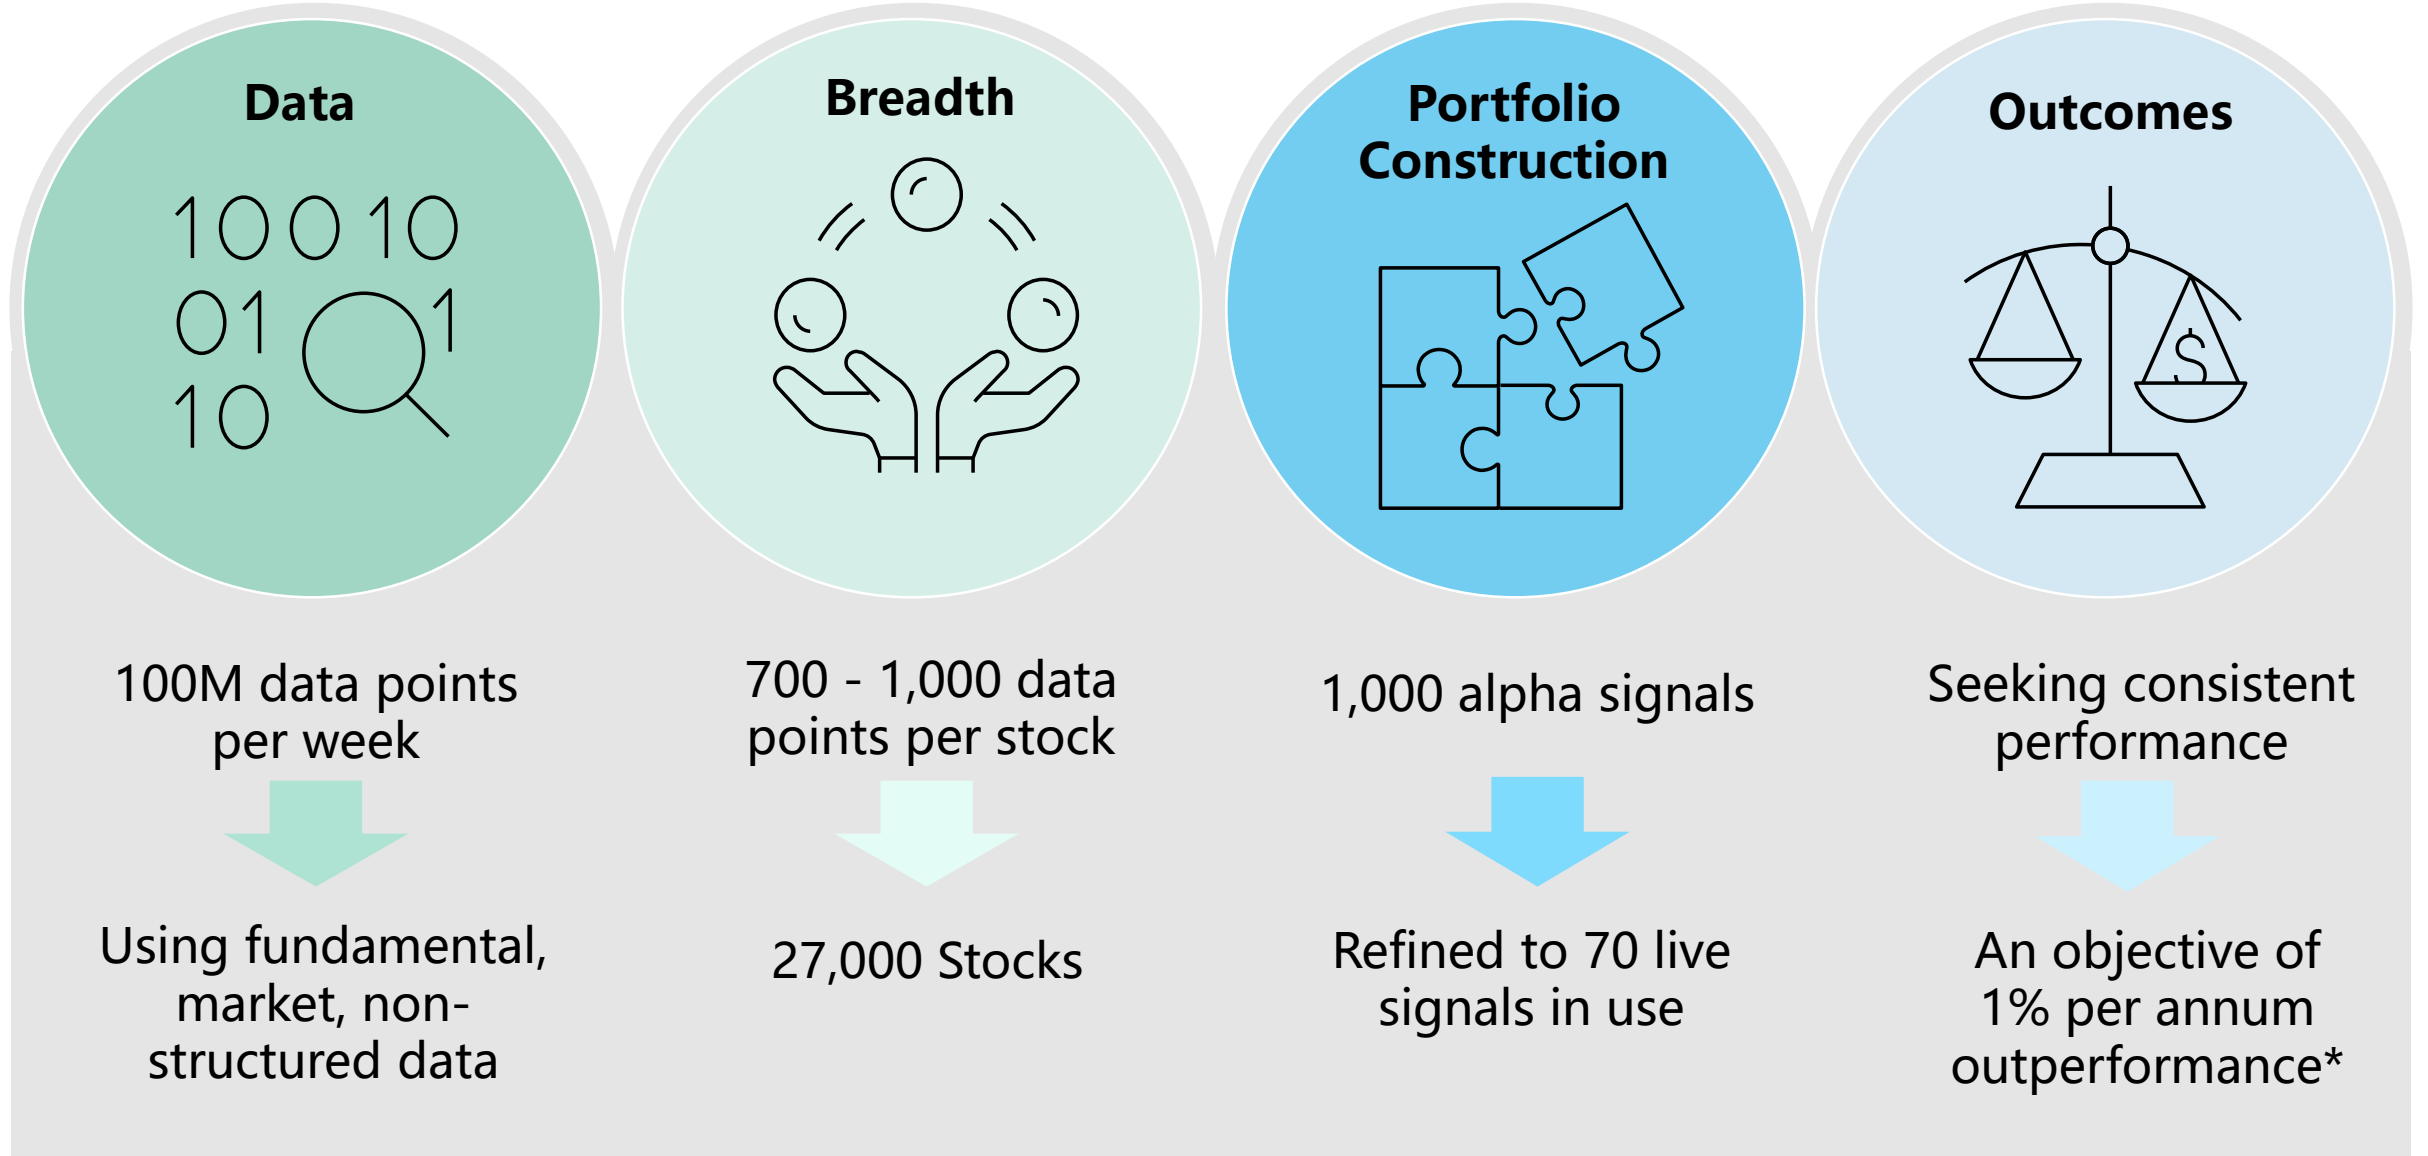 Data
10 0 10
01 1
10
100M data points
per week
Using fundamental,
market, non-
structured data
Breadth
700 - 1,000 data
points per stock
27,000 Stocks
Portfolio
Construction
1,000 alpha signals
Refined to 70 live
signals in use
Outcomes
$
Seeking consistent
performance
An objective of
1% per annum
outperformance*